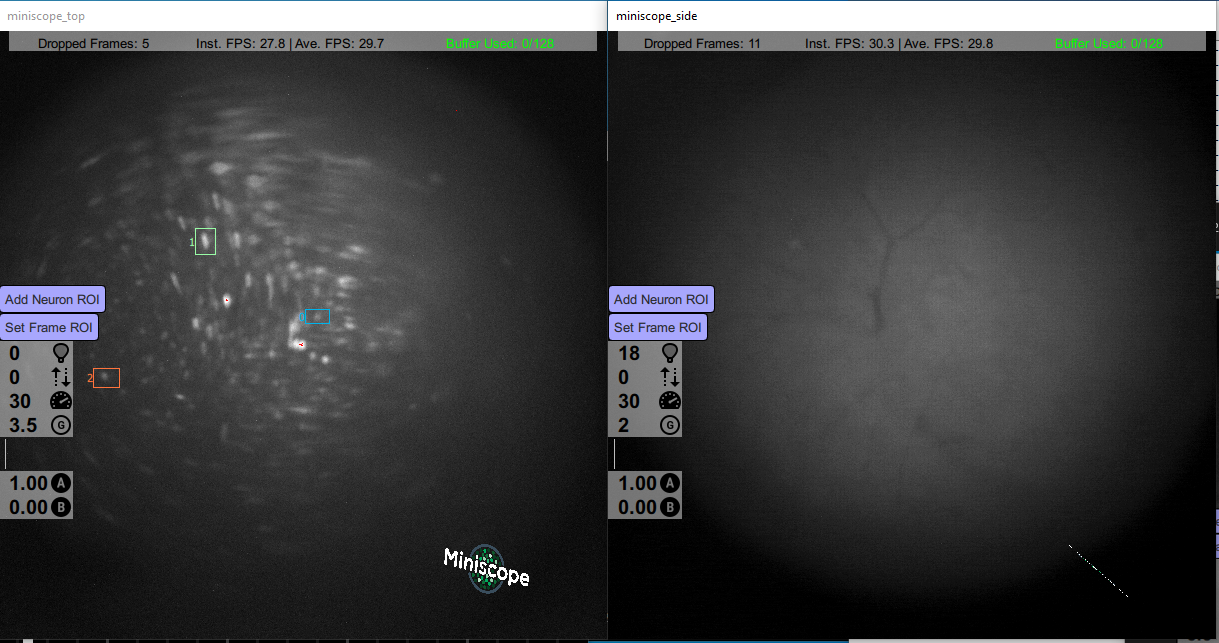 miniscope_top
Dropped Frames: 5 Inst. FPS: 27.8 | Ave. FPS: 29.7 Buffer Used: 0/128
1
Add Neuron ROI
Set Frame ROI
0
0
0
2
30
3.5 G
1.00 A
0.00 B
Miniscope
miniscope_side
Dropped Frames: 11 Inst. FPS: 30.3 | Ave. FPS: 29.8 Buffer Used: 0/128
Add Neuron ROI
Set Frame ROI
18
0
30
2 G
1.00 A
0.00 B